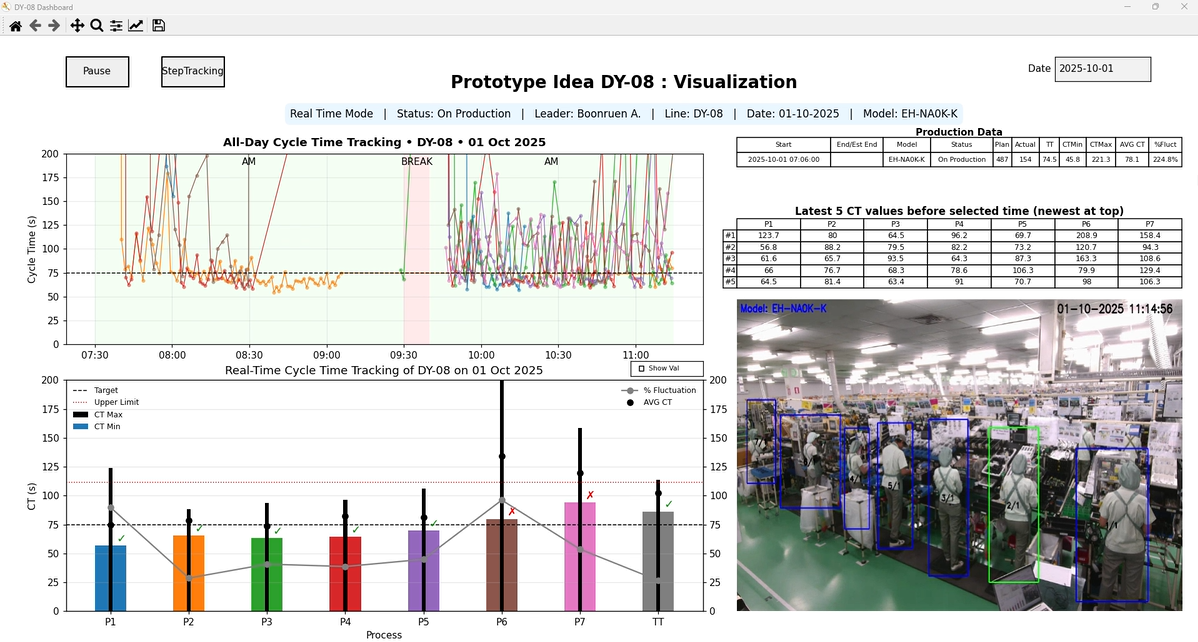 DY-08 Dashboard
Pause
StepTracking
Prototype Idea DY-08 : Visualization
Date 2025-10-01
Real Time Mode | Status: On Production | Leader: Boonruen A. | Line: DY-08 | Date: 01-10-2025 | Model: EH-NA0K-K
All-Day Cycle Time Tracking • DY-08 • 01 Oct 2025
AM BREAK AM
Cycle Time (s)
200
175
150
125
100
75
50
25
0
07:30 08:00 08:30 09:00 09:30 10:00 10:30 11:00
Production Data
Start End/Est End Model Status Plan Actual TT CTMin CTMax AVG CT %Fluct
2025-10-01 07:06:00 EH-NA0K-K On Production 487 154 74.5 45.8 221.3 78.1 224.8%
Latest 5 CT values before selected time (newest at top)
P1 P2 P3 P4 P5 P6 P7
#1 123.7 80 64.5 96.2 69.7 208.9 158.4
#2 56.8 88.2 79.5 82.2 73.2 120.7 94.3
#3 61.6 65.7 93.5 64.3 87.3 163.3 108.6
#4 66 76.7 68.3 78.6 106.3 79.9 129.4
#5 64.5 81.4 63.4 91 70.7 98 106.3
Show Val
Real-Time Cycle Time Tracking of DY-08 on 01 Oct 2025
Target
Upper Limit
CT Max
CT Min
% Fluctuation
AVG CT
CT (s)
200
175
150
125
100
75
50
25
0
200
175
150
125
100
75
50
25
0
P1 P2 P3 P4 P5 P6 P7 TT
Process
Model: EH-NA0K-K
01-10-2025 11:14:56
5/1
3/1
2/1